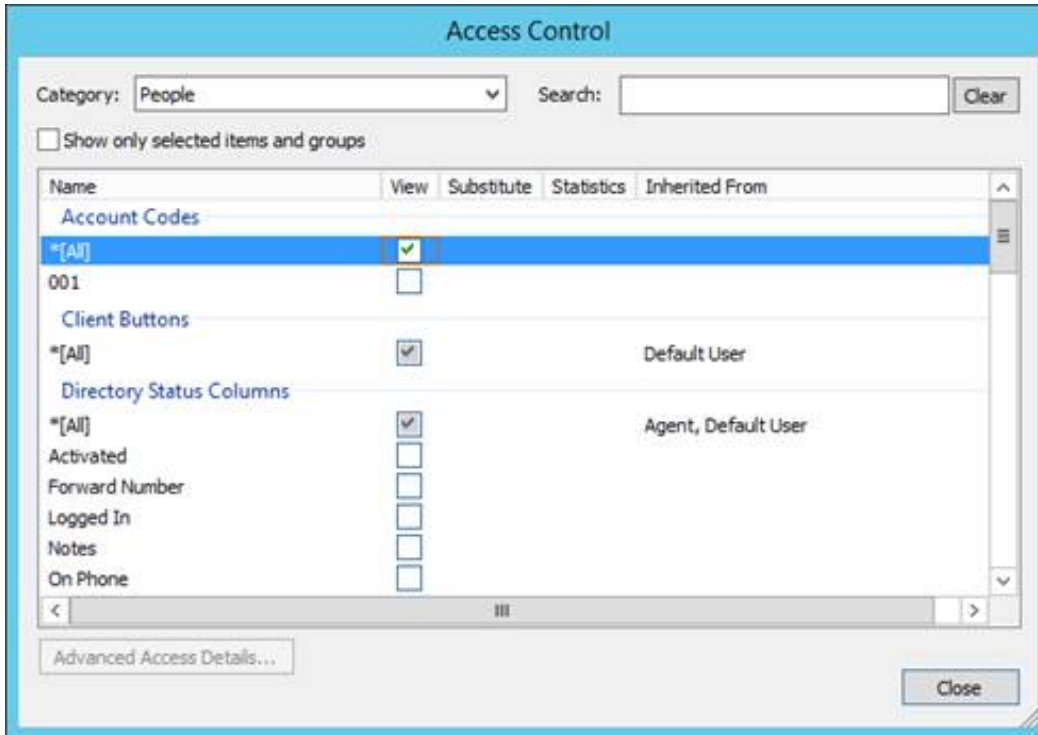 Access Control
Category: People Search: Clear
Show only selected items and groups
Name View Substitute Statistics Inherited From
Account Codes
*[All]
001
Client Buttons
*[All] Default User
Directory Status Columns
*[All] Agent, Default User
Activated
Forward Number
Logged In
Notes
On Phone
Advanced Access Details...
Close